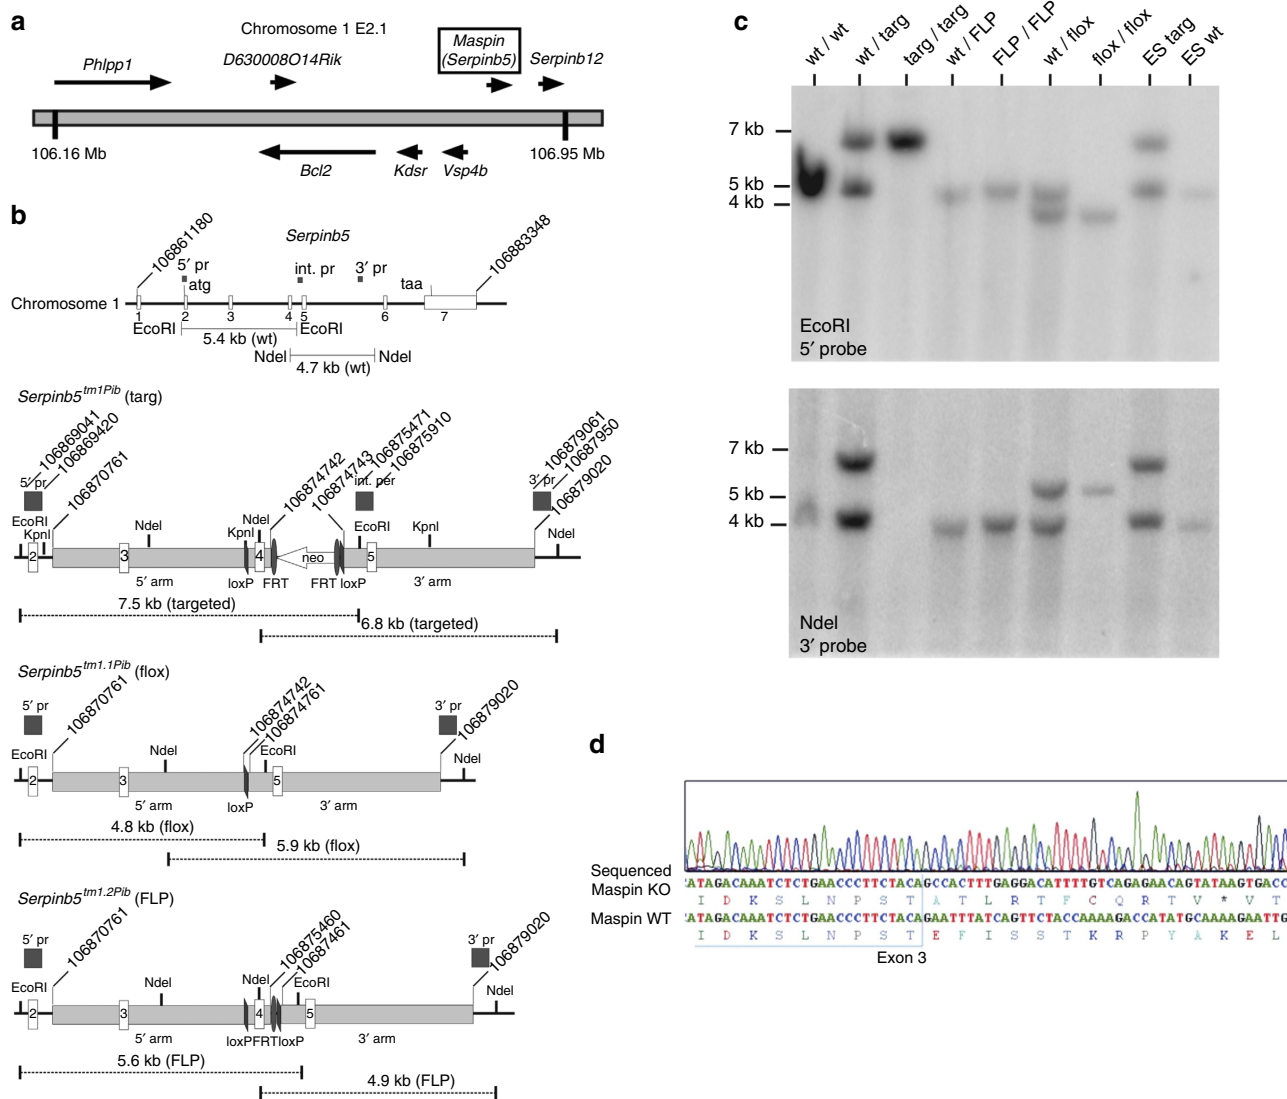 a
Chromosome 1 E2.1
Phlpp1
D630008O14Rik
Maspin
(Serpinb5)
Serpinb12
106.16 Mb
106.95 Mb
Bcl2
Kdsr
Vsp4b
b
106861180
Serpinb5
106883348
5′ pr
int. pr
3′ pr
atg
taa
Chromosome 1
1
2
3
4
5
6
7
EcoRI
EcoRI
5.4 kb (wt)
NdeI
NdeI
4.7 kb (wt)
Serpinb5 tm1Pib (targ)
106869041
106869420
106870761
106874742
106874743
106875471
106875910
106879061
10687950
106879020
5′ pr
int. per
3′ pr
EcoRI
KpnI
NdeI
KpnI
NdeI
EcoRI
KpnI
NdeI
2
3
4
neo
5
5′ arm
loxP
FRT
FRT
loxP
3′ arm
7.5 kb (targeted)
6.8 kb (targeted)
Serpinb5 tm1.1Pib (flox)
5′ pr
106870761
106874742
106874761
3′ pr
106879020
EcoRI
NdeI
EcoRI
NdeI
2
3
5
5′ arm
loxP
3′ arm
4.8 kb (flox)
5.9 kb (flox)
Serpinb5 tm1.2Pib (FLP)
5′ pr
106870761
106875460
10687461
3′ pr
106879020
EcoRI
NdeI
NdeI
EcoRI
NdeI
2
3
4
5
5′ arm
loxPFRTloxP
3′ arm
5.6 kb (FLP)
4.9 kb (FLP)
c
wt / wt
wt / targ
targ / targ
wt / FLP
FLP / FLP
wt / flox
flox / flox
ES targ
ES wt
7 kb
5 kb
4 kb
EcoRI
5′ probe
7 kb
5 kb
4 kb
NdeI
3′ probe
d
Sequenced
Maspin KO
ATAGACAAATCTCTGAACCCTTCTACAGCCACTTTGAGGACATTTTGTCAGAGAACAGTATAAGTGACC
I D K S L N P S T A T L R T F C Q R T V * V T
Maspin WT
ATAGACAAATCTCTGAACCCTTCTACAGAATTTATCAGTTCTACCAAAAGACCATATGCAAAAGAATTG
I D K S L N P S T E F I S S T K R P Y A K E L
Exon 3